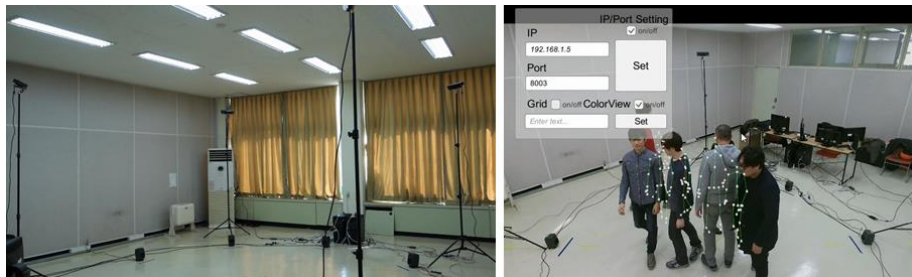 IP/Port Setting
IP
on/off
192.168.1.5
Port
Set
8003
Grid on/off ColorView on/off
Enter text...
Set